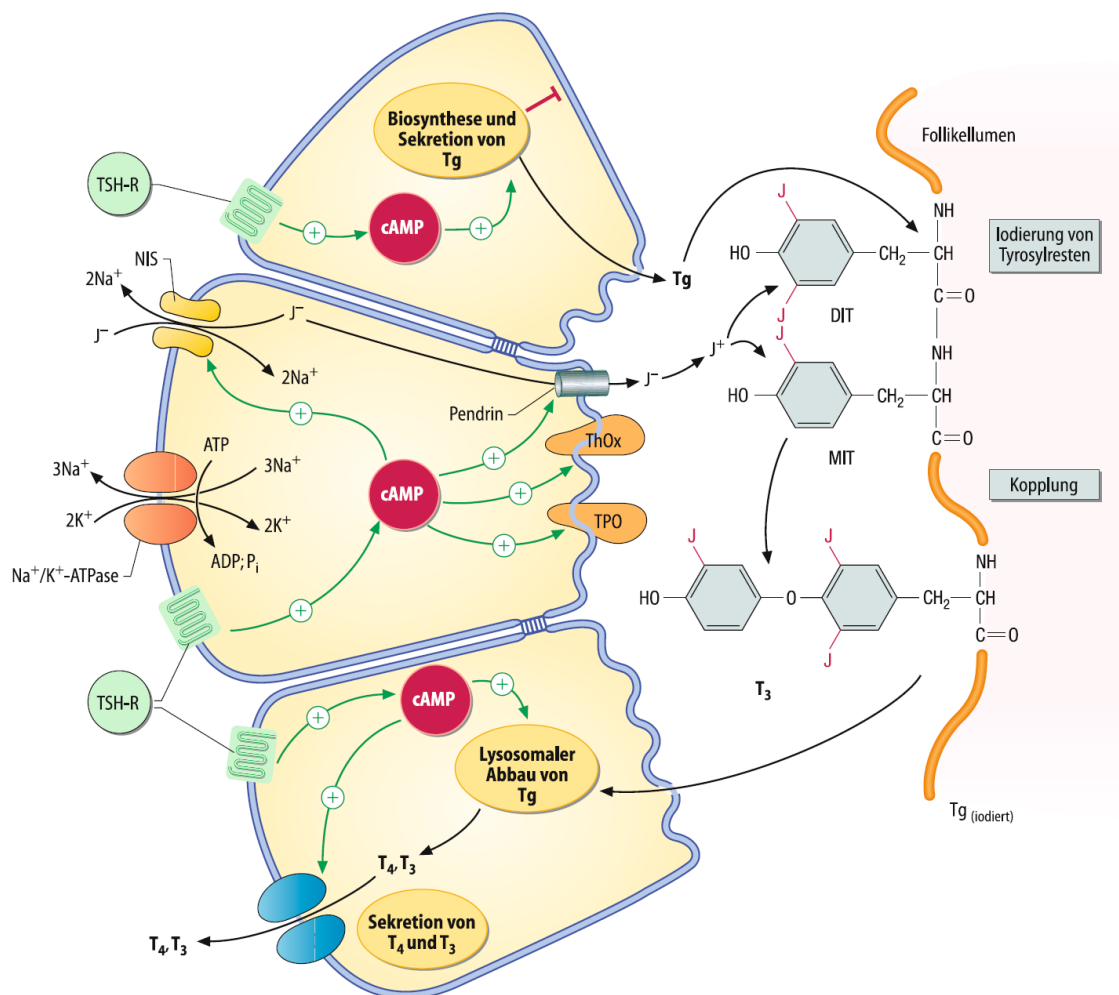 Biosynthese und
Sekretion von
Tg
Follikellumen
TSH-R
cAMP
J
NH
HO
CH₂
CH
Iodierung von
Tyrosylresten
Tg
C=O
J
DIT
NIS
2Na⁺
J⁻
J⁻
2Na⁺
J⁻
J⁺
J
NH
HO
CH₂
CH
C=O
MIT
Pendrin
ThOx
cAMP
TPO
Kopplung
ATP
3Na⁺
3Na⁺
2K⁺
2K⁺
ADP; Pᵢ
Na⁺/K⁺-ATPase
J
J
NH
HO
O
CH₂
CH
C=O
J
T₃
TSH-R
cAMP
Lysosomaler
Abbau von
Tg
Tg (iodiert)
T₄, T₃
Sekretion von
T₄ und T₃
T₄, T₃